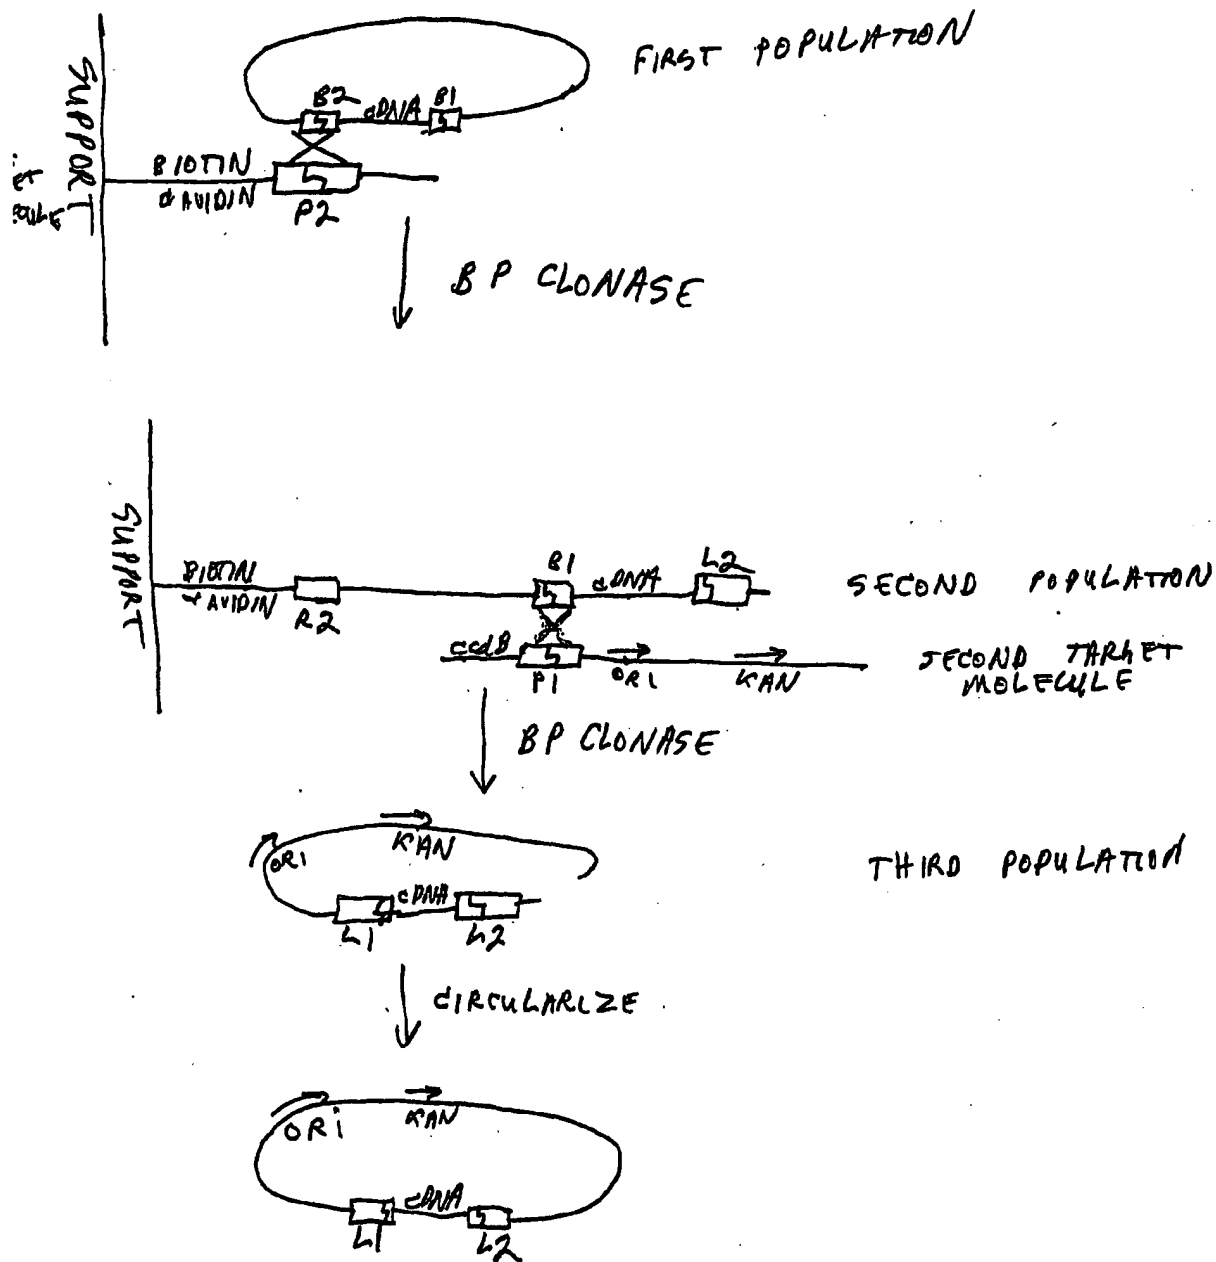 FIRST POPULATION
SUPPORT
B2 cDNA B1
BIOTIN
AVIDIN
P2
BP CLONASE
SUPPORT
BIOTIN
AVIDIN
R2
B1 cDNA L2
SECOND POPULATION
ccdB P1 ORI KAN
SECOND TARGET
MOLECULE
BP CLONASE
ORI KAN
THIRD POPULATION
L1 cDNA L2
CIRCULARIZE
ORi KAN
L1 cDNA L2